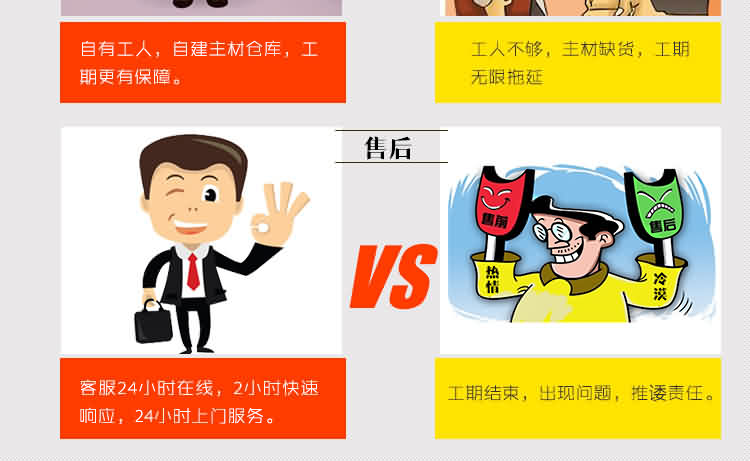 自有工人，自建主材仓库，工
期更有保障。
工人不够，主材缺货，工期
无限拖延
售后
VS
售前
售后
热情
冷漠
客服24小时在线，2小时快速
响应，24小时上门服务。
工期结束，出现问题，推诿责任。